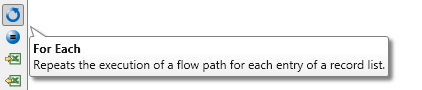 For Each
Repeats the execution of a flow path for each entry of a record list.